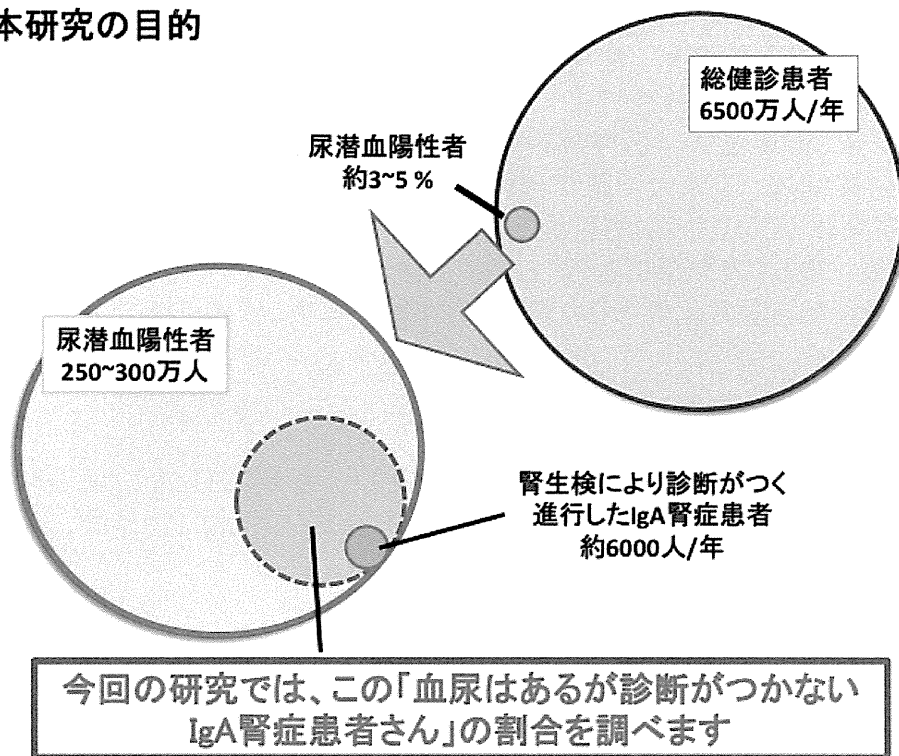 本研究の目的
総健診患者
6500万人/年
尿潜血陽性者
約3~5 %
尿潜血陽性者
250~300万人
腎生検により診断がつく
進行したIgA腎症患者
約6000人/年
今回の研究では、この「血尿はあるが診断がつかない
IgA腎症患者さん」の割合を調べます